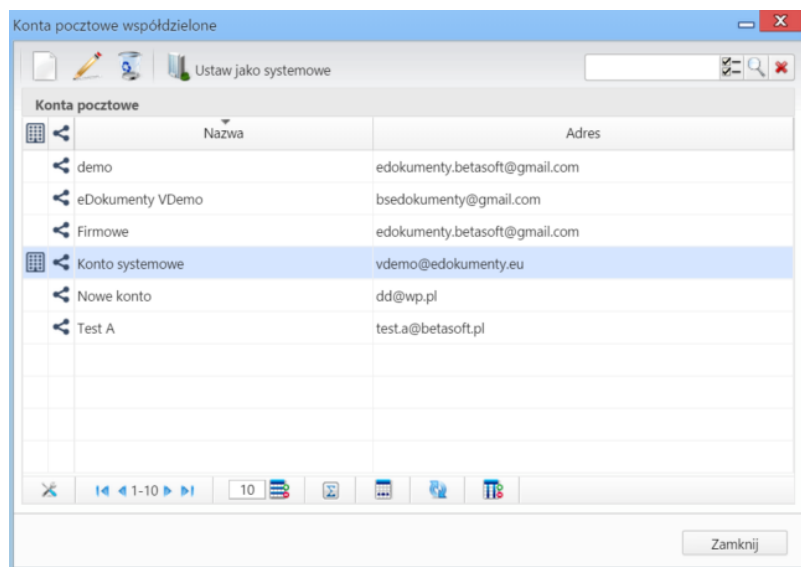 Konta pocztowe współdzielone
Ustaw jako systemowe
Konta pocztowe
Nazwa Adres
demo edokumenty.betasoft@gmail.com
eDokumenty VDemo bsedokumenty@gmail.com
Firmowe edokumenty.betasoft@gmail.com
Konto systemowe vdemo@edokumenty.eu
Nowe konto dd@wp.pl
Test A test.a@betasoft.pl
1-10 10
Zamknij